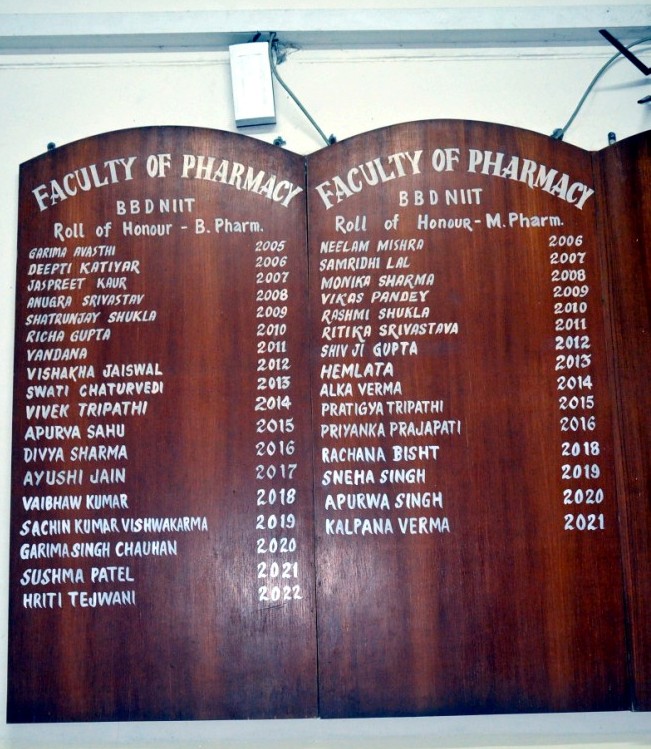 FACULTY OF PHARMACY
BBDNIIT
Roll of Honour - B. Pharm.
GARIMA AVASTHI 2005
DEEPTI KATIYAR 2006
JASPREET KAUR 2007
ANUGRA SRIVASTAV 2008
SHATRUNJAY SHUKLA 2009
RICHA GUPTA 2010
VANDANA 2011
VISHAKHA JAISWAL 2012
SWATI CHATURVEDI 2013
VIVEK TRIPATHI 2014
APURVA SAHU 2015
DIVYA SHARMA 2016
AYUSHI JAIN 2017
VAIBHAW KUMAR 2018
SACHIN KUMAR VISHWAKARMA 2019
GARIMA SINGH CHAUHAN 2020
SUSHMA PATEL 2021
HRITI TEJWANI 2022
FACULTY OF PHARMACY
BBDNIIT
Roll of Honour - M. Pharm.
NEELAM MISHRA 2006
SAMRIDHI LAL 2007
MONIKA SHARMA 2008
VIKAS PANDEY 2009
RASHMI SHUKLA 2010
RITIKA SRIVASTAVA 2011
SHIV JI GUPTA 2012
HEMLATA 2013
ALKA VERMA 2014
PRATIGYA TRIPATHI 2015
PRIYANKA PRAJAPATI 2016
RACHANA BISHT 2018
SNEHA SINGH 2019
APURWA SINGH 2020
KALPANA VERMA 2021